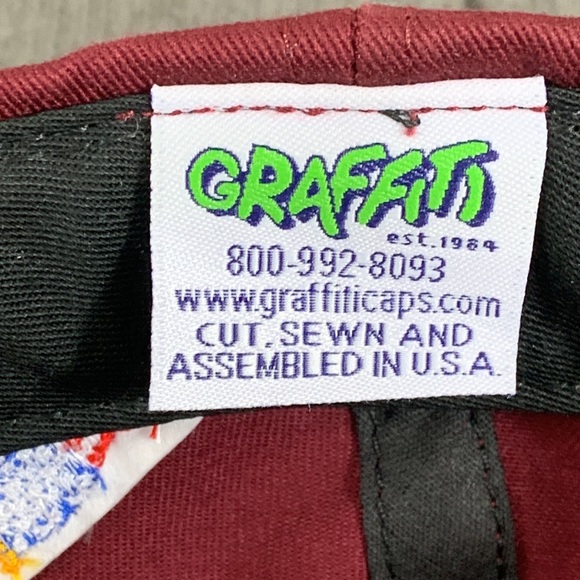 GRAFFITI
est.1984
800-992-8093
www.graffiticaps.com
CUT, SEWN AND
ASSEMBLED IN U.S.A.